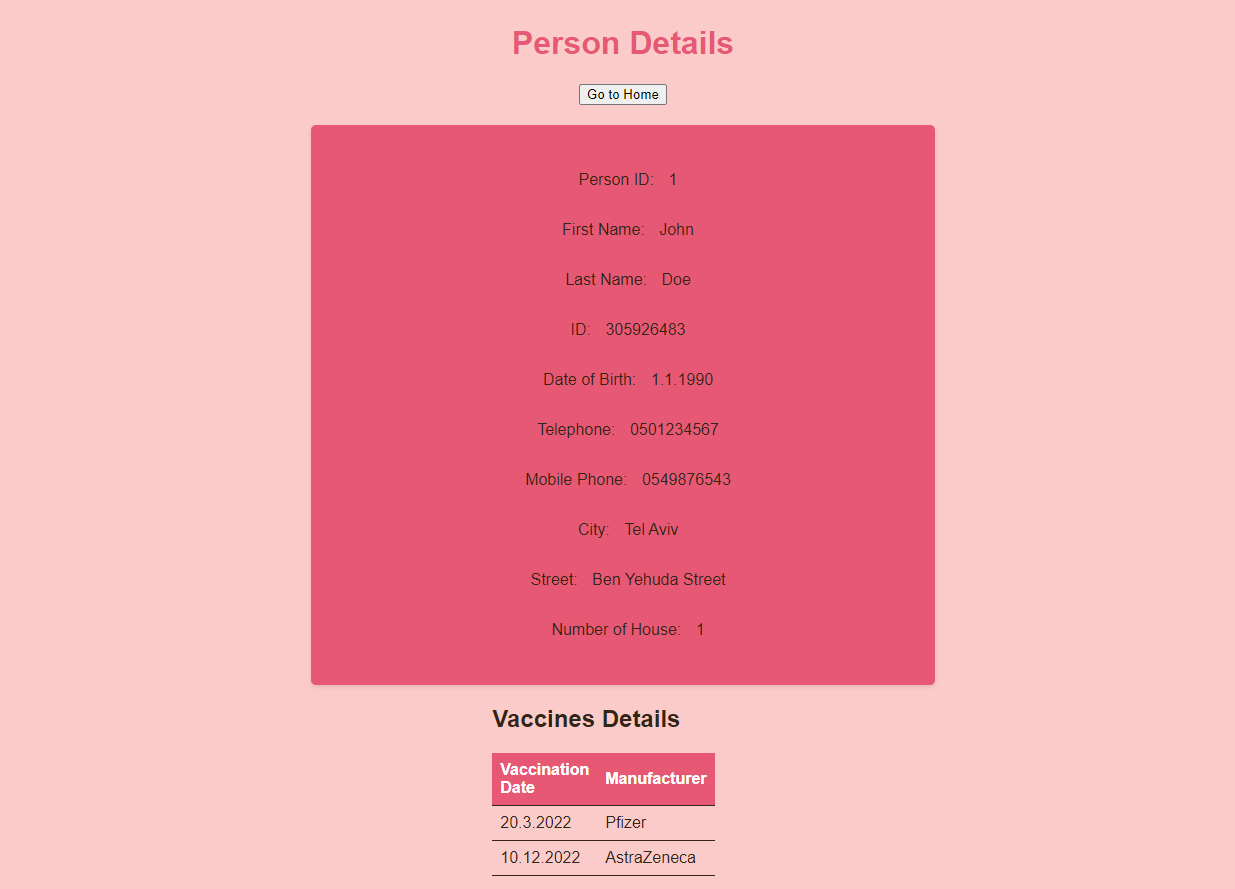 Person Details
Go to Home
Person ID: 1
First Name: John
Last Name: Doe
ID: 305926483
Date of Birth: 1.1.1990
Telephone: 0501234567
Mobile Phone: 0549876543
City: Tel Aviv
Street: Ben Yehuda Street
Number of House: 1
Vaccines Details
Vaccination Date Manufacturer
20.3.2022 Pfizer
10.12.2022 AstraZeneca